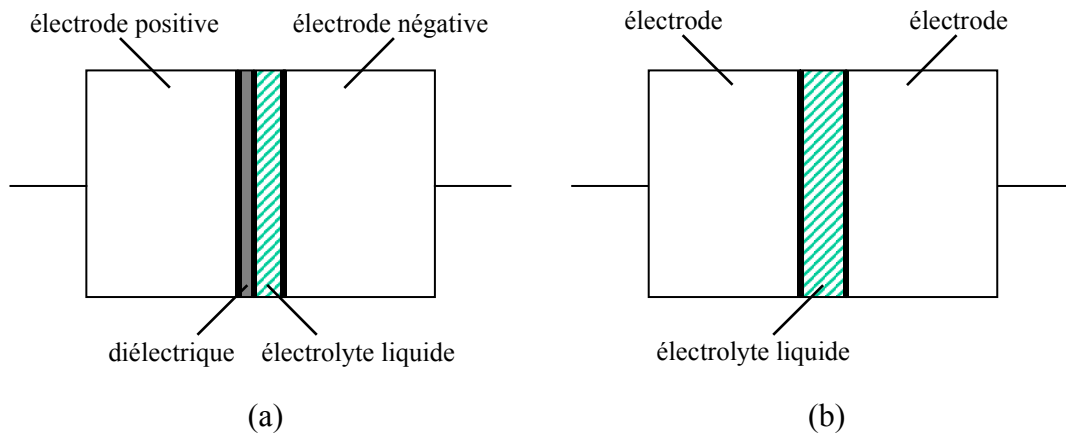 électrode positive
électrode négative
diélectrique
électrolyte liquide
(a)
électrode
électrode
électrolyte liquide
(b)